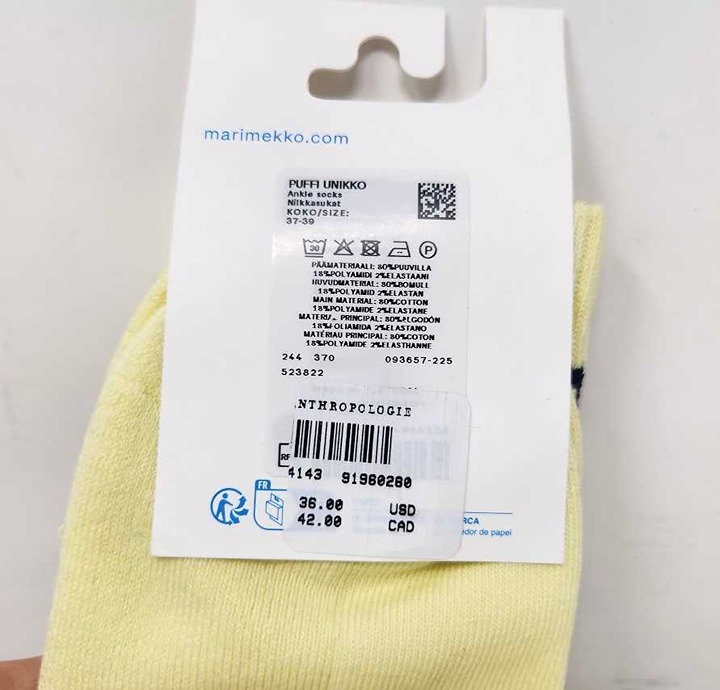 marimekko.com
PUFFI UNIKKO
Ankle socks
Nilkkasukat
KOKO/SIZE:
37-39
30 P
PÄÄMATERIAALI: 80%PUUVILLA
18%POLYAMIDI 2%ELASTAANI
HUVUDMATERIAL: 80%BOMULL
18%POLYAMID 2%ELASTAN
MAIN MATERIAL: 80%COTTON
18%POLYAMIDE 2%ELASTANE
MATERIAL PRINCIPAL: 80%ALGODÓN
18%POLIAMIDA 2%ELASTANO
MATÉRIAU PRINCIPAL: 80%COTON
18%POLYAMIDE 2%ELASTHANNE
244 370 093657-225
523822
NTHROPOLOGIE
RF
4143 91960280
FR
36.00 USD
42.00 CAD
RCA
dor de papel